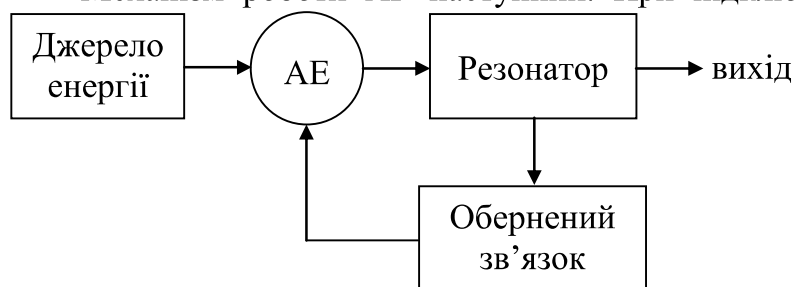 Джерело
енергії
АЕ
Резонатор
вихід
Обернений
зв’язок